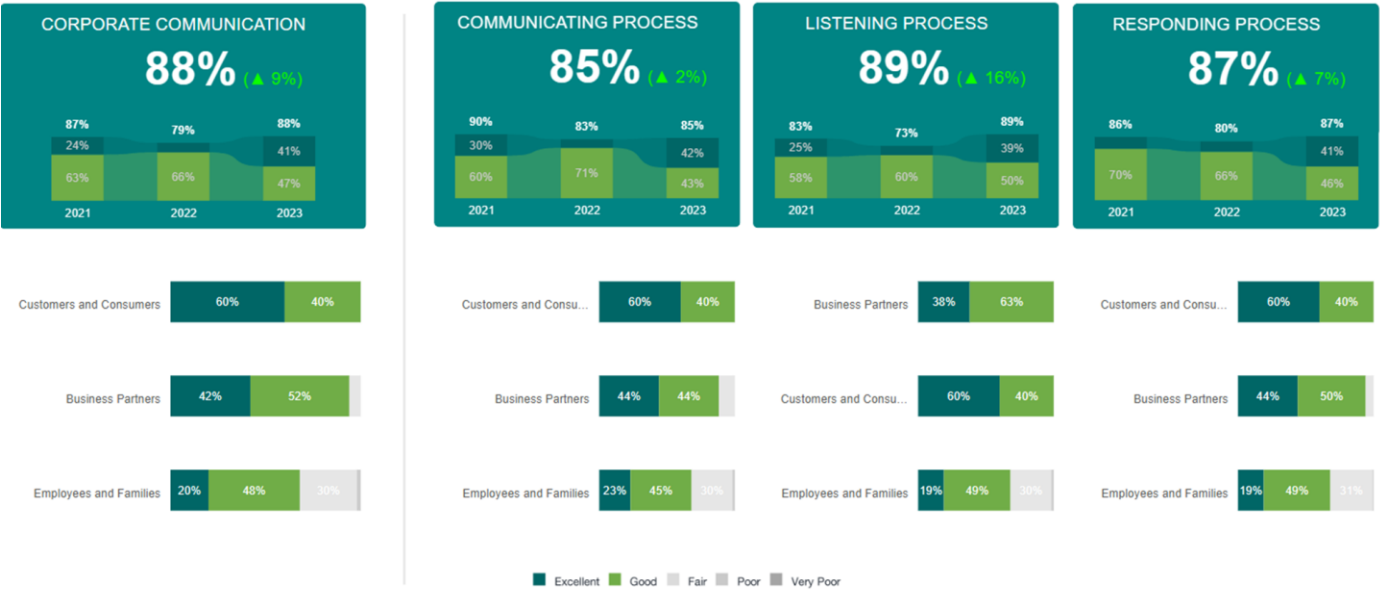 CORPORATE COMMUNICATION
88% (▲ 9%)
87% 79% 88%
24% 41%
63% 66% 47%
2021 2022 2023
Customers and Consumers 60% 40%
Business Partners 42% 52%
Employees and Families 20% 48% 30%
COMMUNICATING PROCESS
85% (▲ 2%)
90% 83% 85%
30% 42%
60% 71% 43%
2021 2022 2023
Customers and Consu... 60% 40%
Business Partners 44% 44%
Employees and Families 23% 45% 30%
LISTENING PROCESS
89% (▲ 16%)
83% 73% 89%
25% 39%
58% 60% 50%
2021 2022 2023
Business Partners 38% 63%
Customers and Consu... 60% 40%
Employees and Families 19% 49% 30%
RESPONDING PROCESS
87% (▲ 7%)
86% 80% 87%
41%
70% 66% 46%
2021 2022 2023
Customers and Consu... 60% 40%
Business Partners 44% 50%
Employees and Families 19% 49% 31%
Excellent Good Fair Poor Very Poor